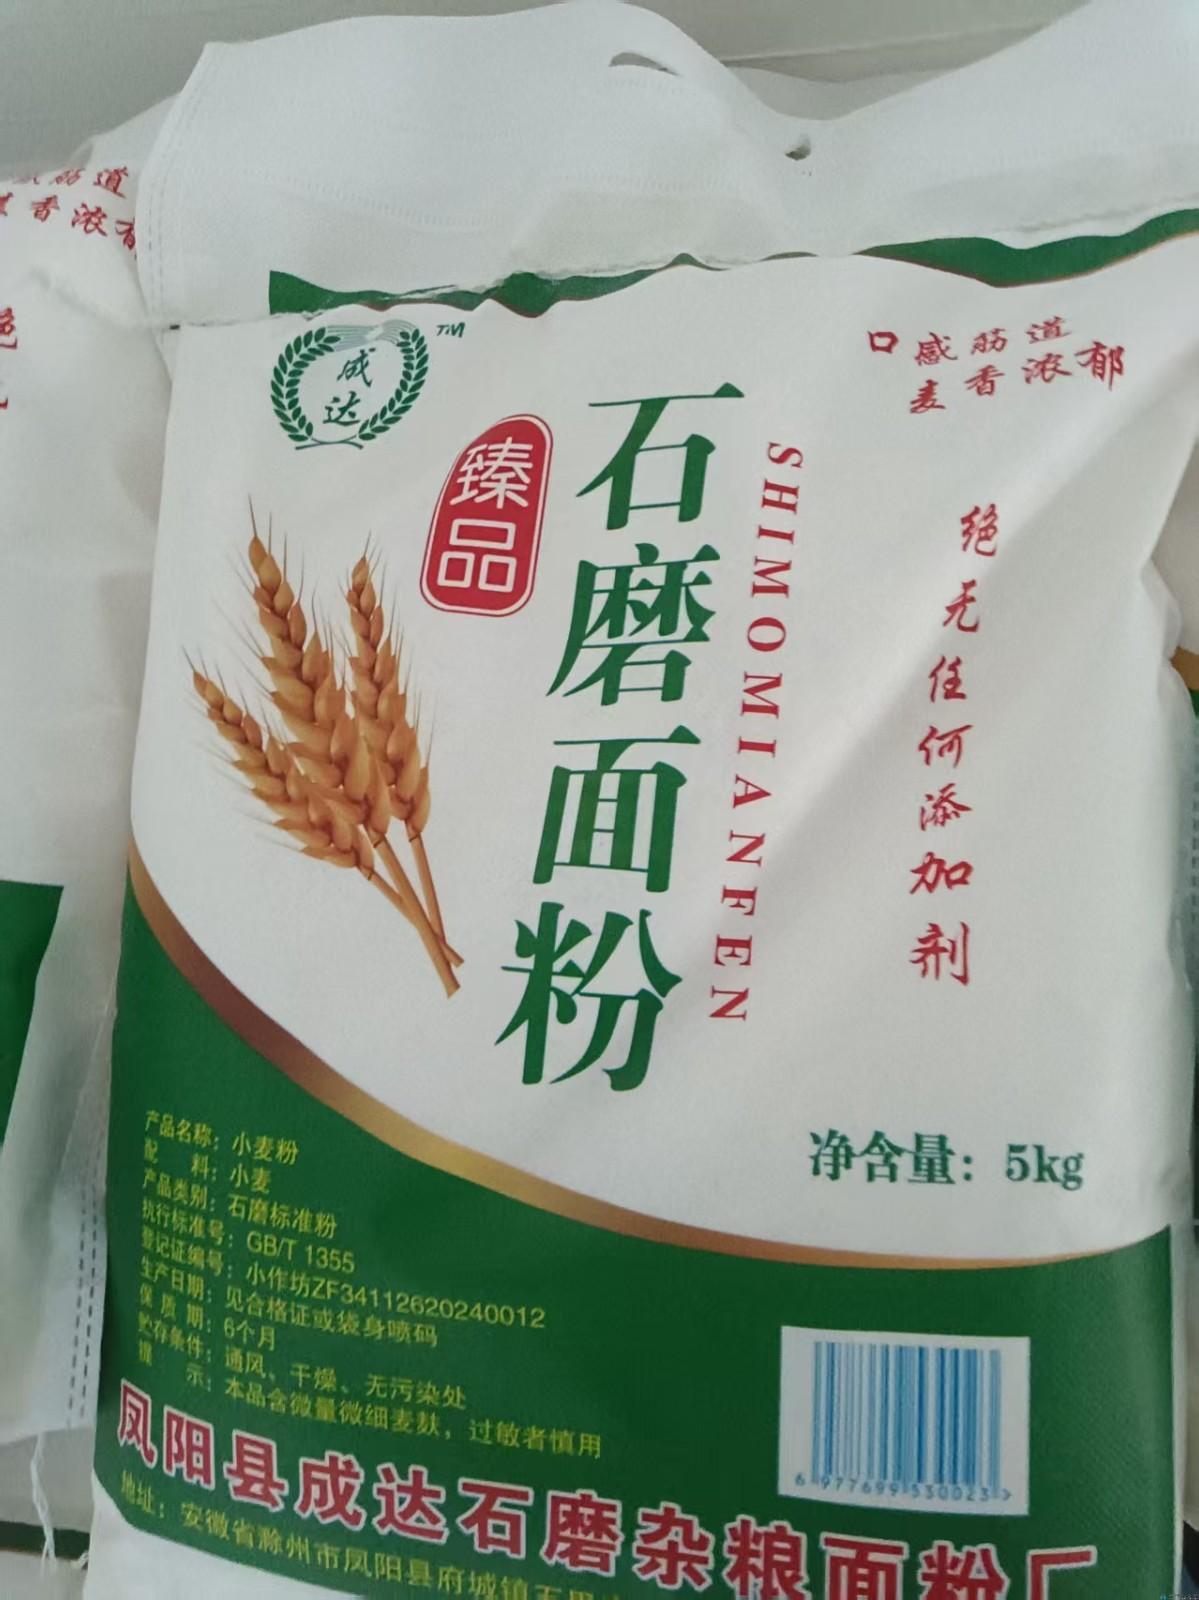 成达
TM
臻品
石磨面粉
SHIMOMIANFEN
口感筋道
麦香浓郁
绝无任何添加剂
净含量：5kg
产品名称：小麦粉
配 料：小麦
产品类别：石磨标准粉
执行标准号：GB/T 1355
登记证编号：小作坊ZF34112620240012
生产日期：见合格证或袋身喷码
保 质 期：6个月
贮存条件：通风、干燥、无污染处
提 示：本品含微量微细麦麸，过敏者慎用
凤阳县成达石磨杂粮面粉厂
地址：安徽省滁州市凤阳县府城镇
6 977699 530023 >
筋道
香浓
绝